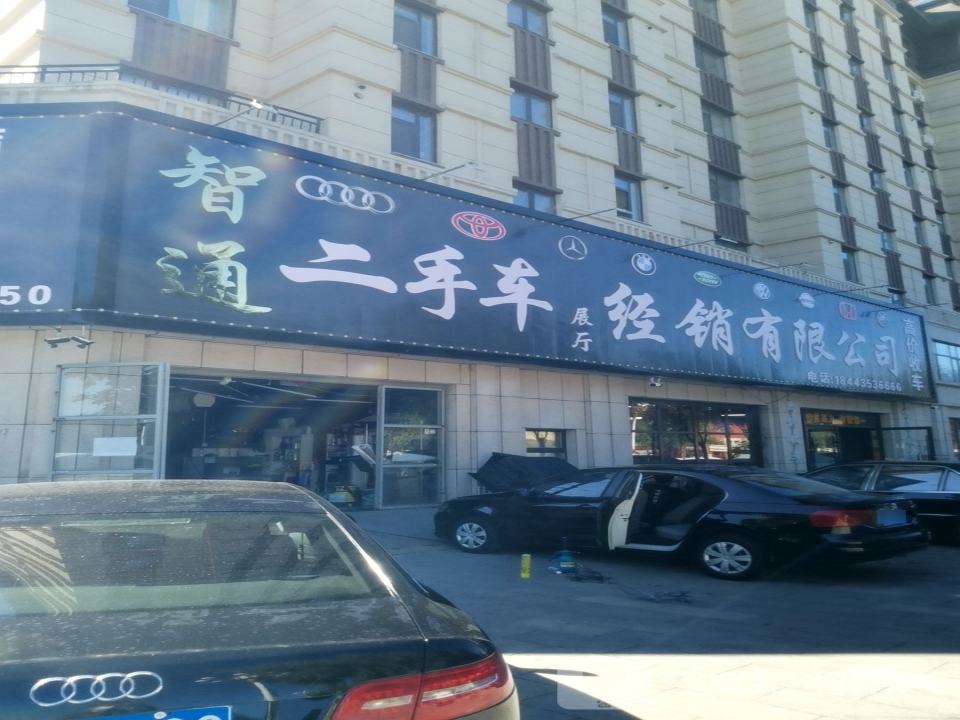 50
智通
二手车
展厅
经销有限公司
高价收车
电话:18443536666